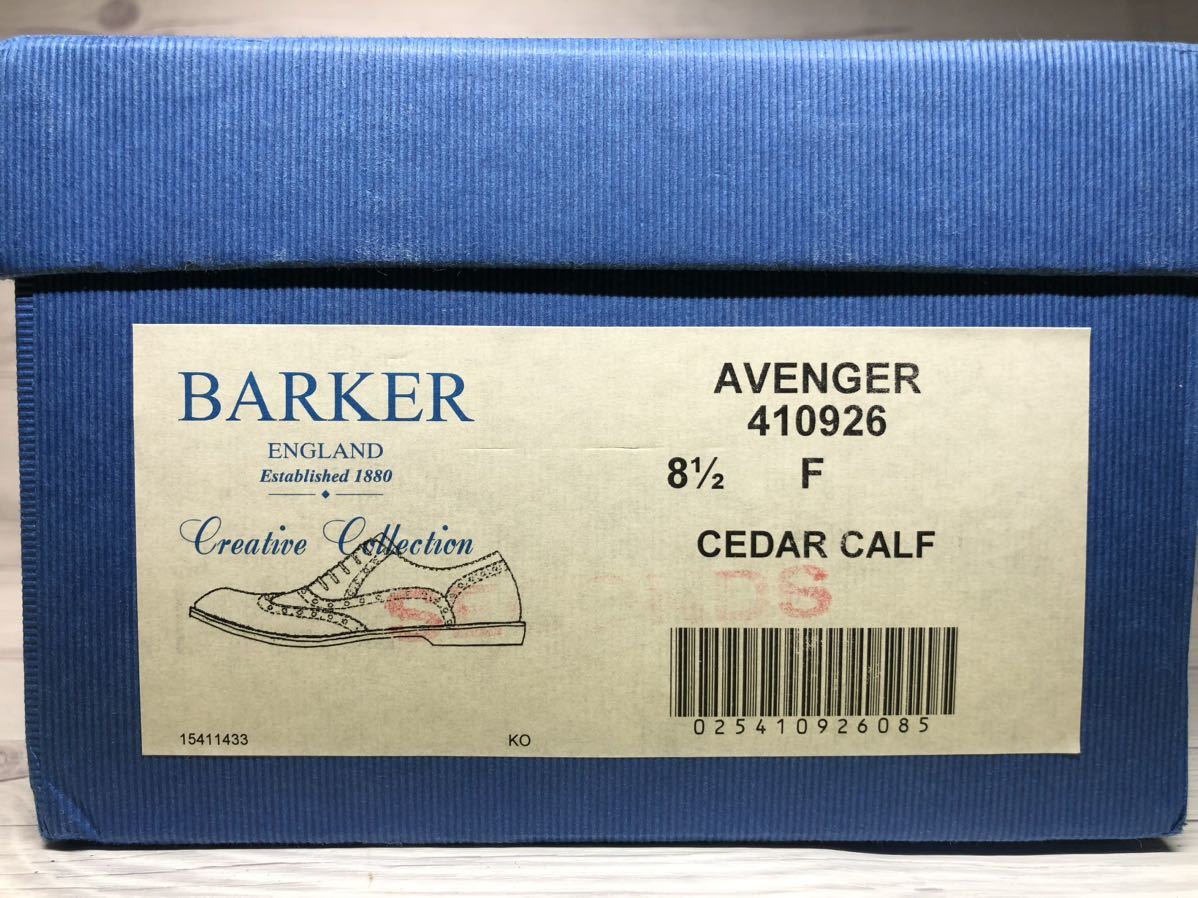 BARKER
ENGLAND
Established 1880
Creative Collection
AVENGER
410926
8½ F
CEDAR CALF
025410926085
15411433
KO